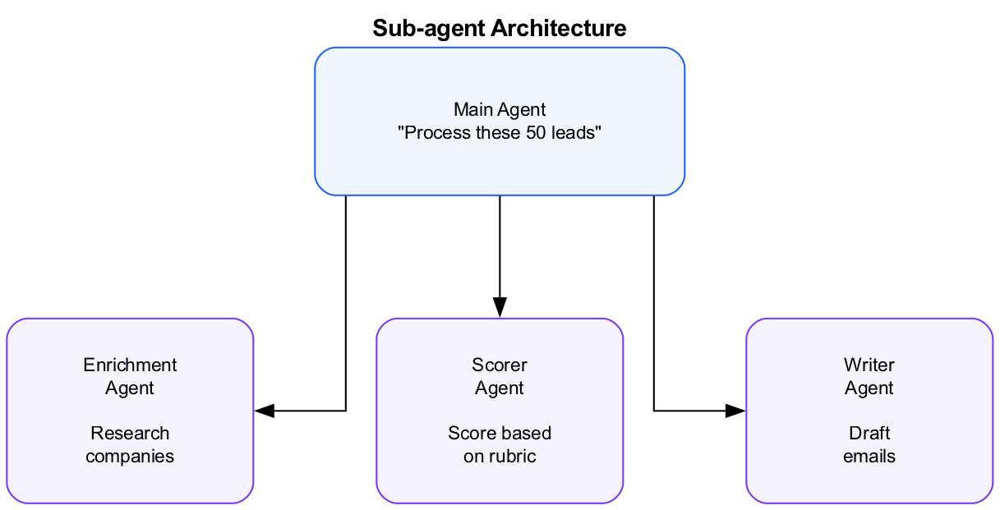 Sub-agent Architecture
Main Agent
"Process these 50 leads"
Enrichment
Agent
Research
companies
Scorer
Agent
Score based
on rubric
Writer
Agent
Draft
emails